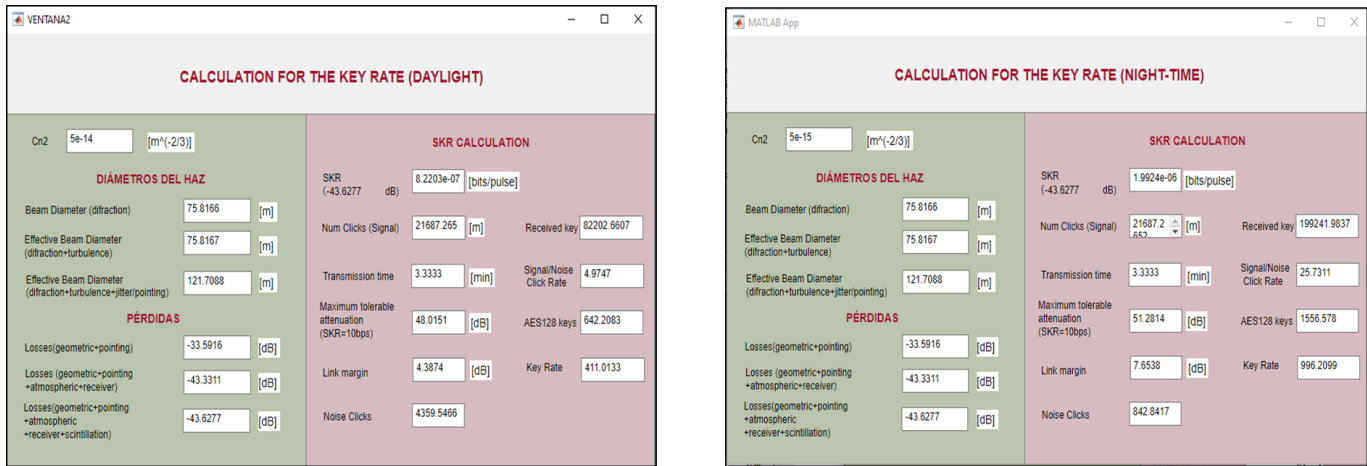 VENTANA2
CALCULATION FOR THE KEY RATE (DAYLIGHT)
Cn2 5e-14 [m^(-2/3)]
DIÁMETROS DEL HAZ
Beam Diameter (difraction) 75.8166 [m]
Effective Beam Diameter
(difraction+turbulence) 75.8167 [m]
Effective Beam Diameter
(difraction+turbulence+jitter/pointing) 121.7088 [m]
PÉRDIDAS
Losses(geometric+pointing) -33.5916 [dB]
Losses (geometric+pointing
+atmospheric+receiver) -43.3311 [dB]
Losses(geometric+pointing
+atmospheric
+receiver+scintillation) -43.6277 [dB]
SKR CALCULATION
SKR
(-43.6277 dB) 8.2203e-07 [bits/pulse]
Num Clicks (Signal) 21687.265 [m] Received key 82202.6607
Transmission time 3.3333 [min] Signal/Noise
Click Rate 4.9747
Maximum tolerable
attenuation
(SKR=10bps) 48.0151 [dB] AES128 keys 642.2083
Link margin 4.3874 [dB] Key Rate 411.0133
Noise Clicks 4359.5466
MATLAB App
CALCULATION FOR THE KEY RATE (NIGHT-TIME)
Cn2 5e-15 [m^(-2/3)]
DIÁMETROS DEL HAZ
Beam Diameter (difraction) 75.8166 [m]
Effective Beam Diameter
(difraction+turbulence) 75.8167 [m]
Effective Beam Diameter
(difraction+turbulence+jitter/pointing) 121.7088 [m]
PÉRDIDAS
Losses(geometric+pointing) -33.5916 [dB]
Losses (geometric+pointing
+atmospheric+receiver) -43.3311 [dB]
Losses(geometric+pointing
+atmospheric
+receiver+scintillation) -43.6277 [dB]
SKR CALCULATION
SKR
(-43.6277 dB) 1.9924e-06 [bits/pulse]
Num Clicks (Signal) 21687.2
652 [m] Received key 199241.9837
Transmission time 3.3333 [min] Signal/Noise
Click Rate 25.7311
Maximum tolerable
attenuation
(SKR=10bps) 51.2814 [dB] AES128 keys 1556.578
Link margin 7.6538 [dB] Key Rate 996.2099
Noise Clicks 842.8417